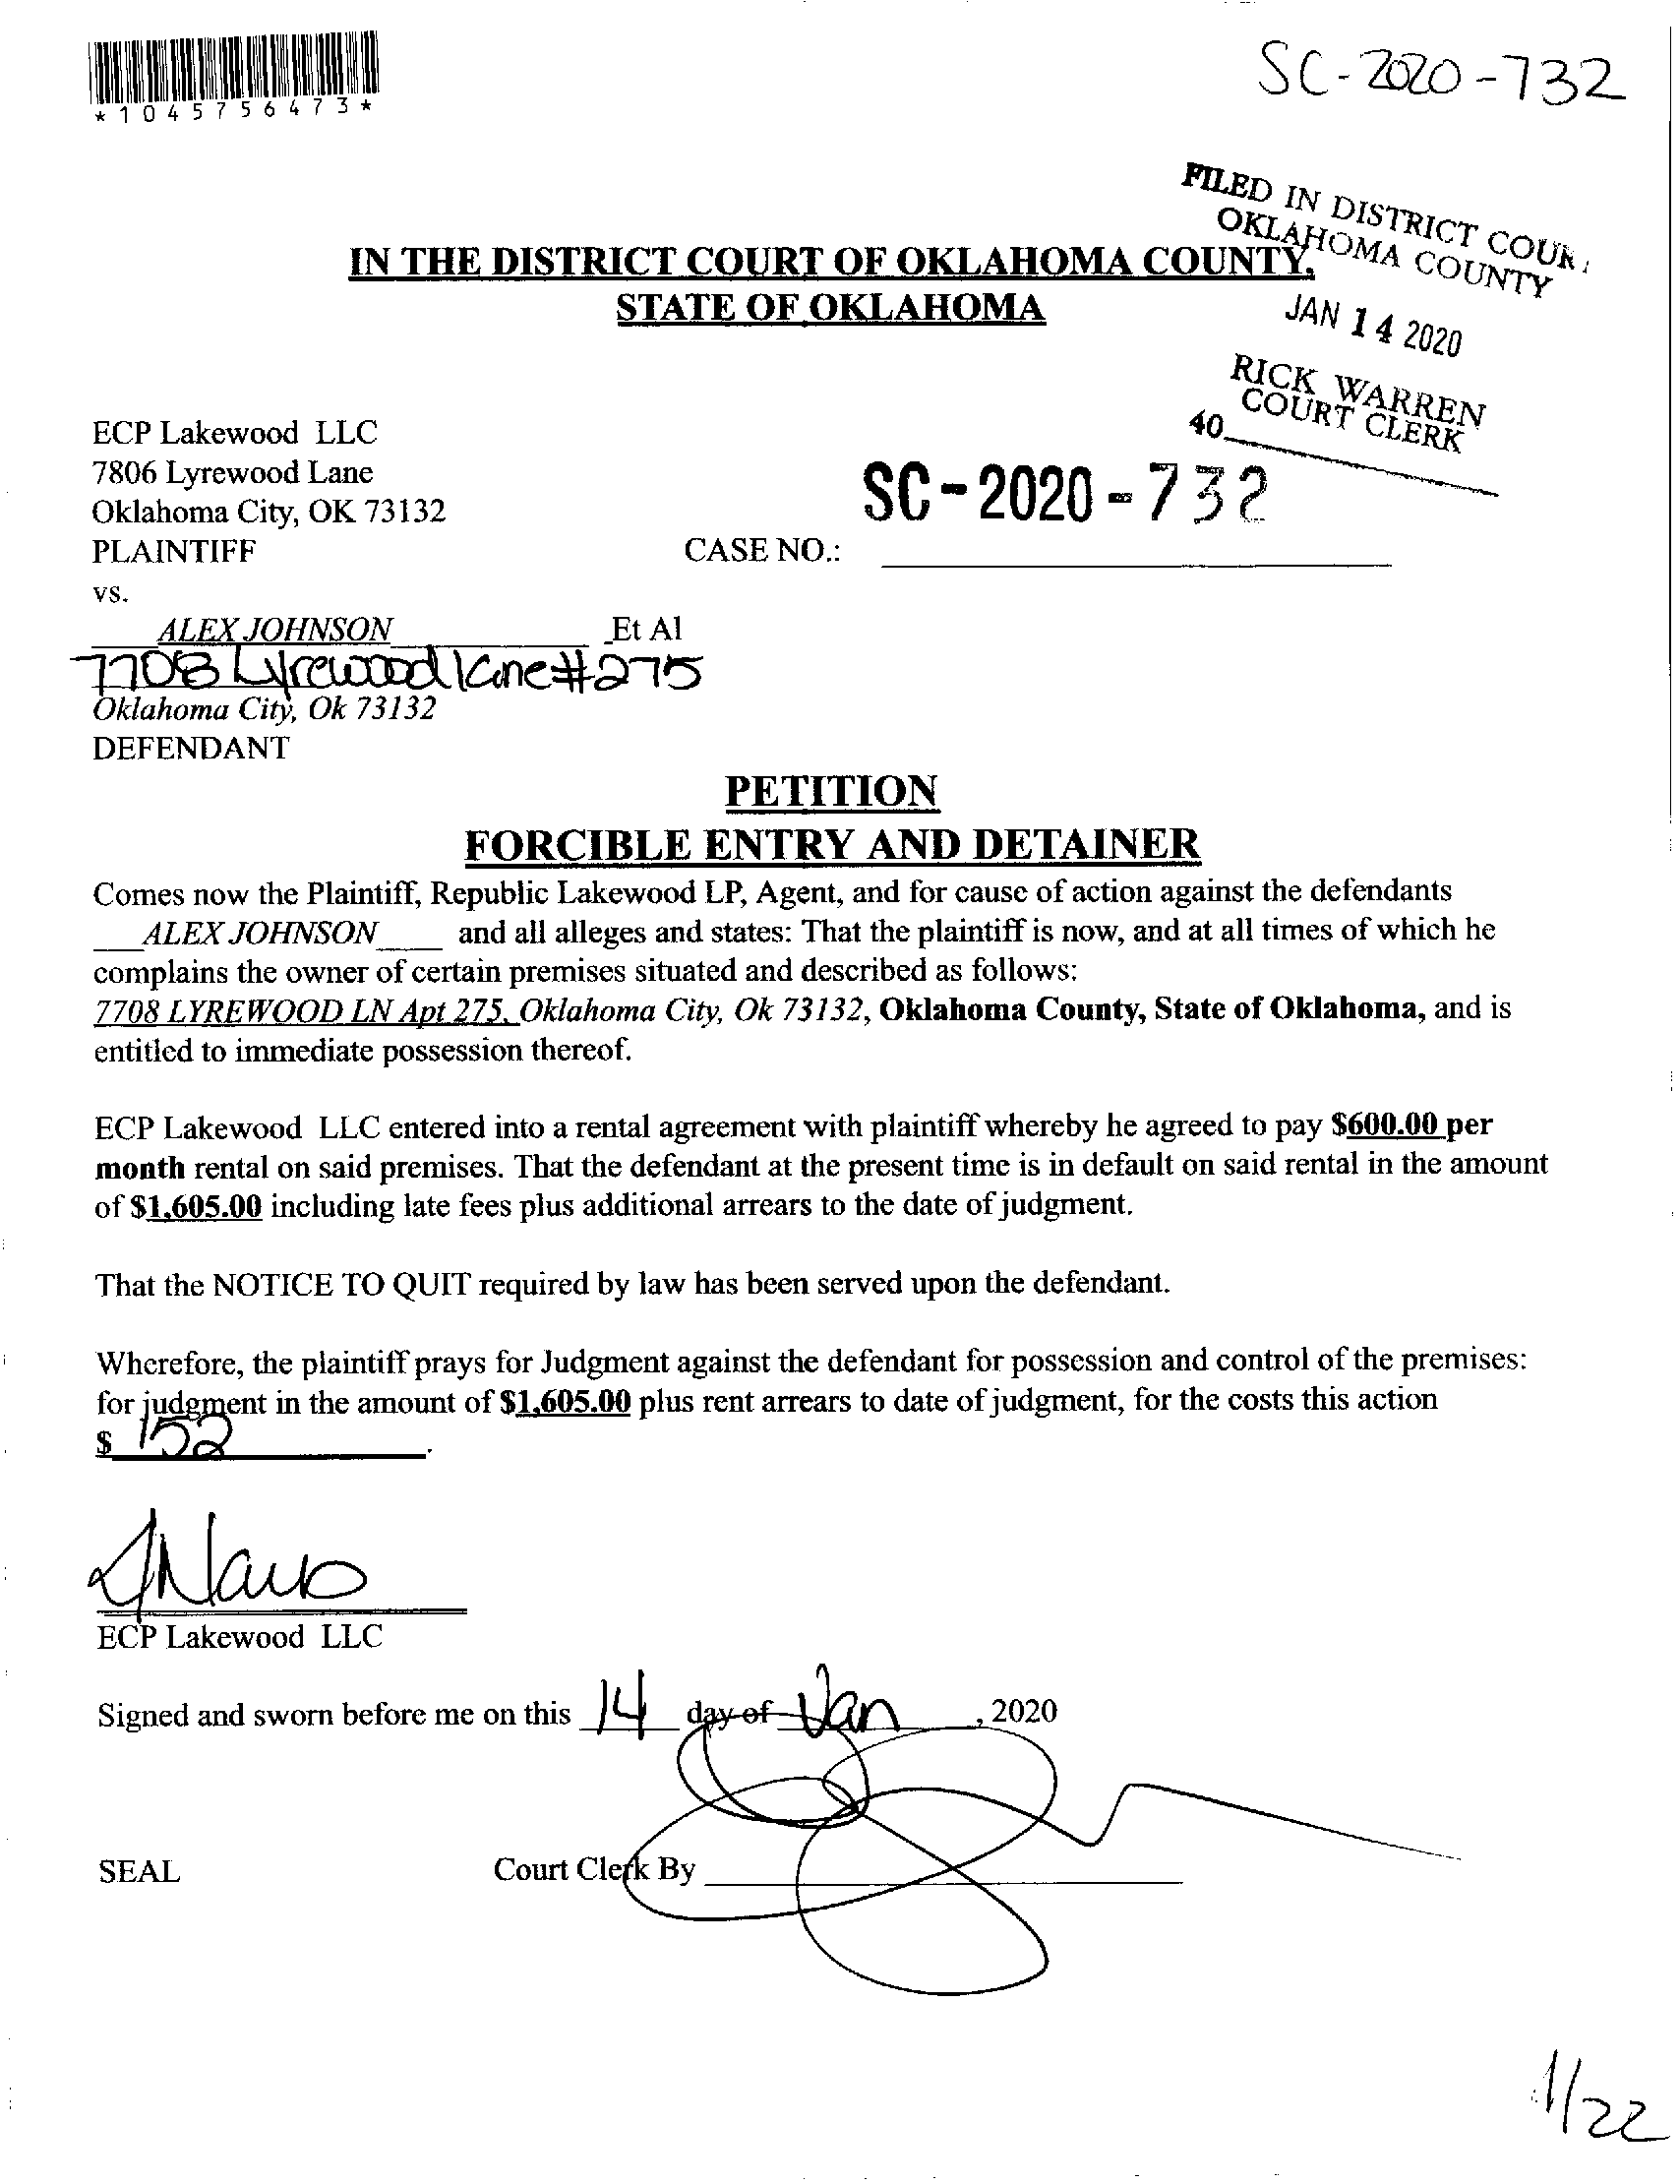 *1045756473*
SC-2020-732
FILED IN DISTRICT COUR
OKLAHOMA COUNTY
JAN 14 2020
RICK WARREN
COURT CLERK
40
IN THE DISTRICT COURT OF OKLAHOMA COUNTY,
STATE OF OKLAHOMA
ECP Lakewood LLC
7806 Lyrewood Lane
Oklahoma City, OK 73132
PLAINTIFF
SC-2020-732
CASE NO.:
vs.
ALEX JOHNSON Et Al
7708 Lyrewood lane #275
Oklahoma City, Ok 73132
DEFENDANT
PETITION
FORCIBLE ENTRY AND DETAINER
Comes now the Plaintiff, Republic Lakewood LP, Agent, and for cause of action against the defendants
ALEX JOHNSON and all alleges and states: That the plaintiff is now, and at all times of which he
complains the owner of certain premises situated and described as follows:
7708 LYREWOOD LN Apt 275, Oklahoma City, Ok 73132, Oklahoma County, State of Oklahoma, and is
entitled to immediate possession thereof.
ECP Lakewood LLC entered into a rental agreement with plaintiff whereby he agreed to pay $600.00 per
month rental on said premises. That the defendant at the present time is in default on said rental in the amount
of $1,605.00 including late fees plus additional arrears to the date of judgment.
That the NOTICE TO QUIT required by law has been served upon the defendant.
Wherefore, the plaintiff prays for Judgment against the defendant for possession and control of the premises:
for judgment in the amount of $1,605.00 plus rent arrears to date of judgment, for the costs this action
$ 152.
ECP Lakewood LLC
Signed and sworn before me on this 14 day of Jan, 2020
SEAL Court Clerk By
1/22